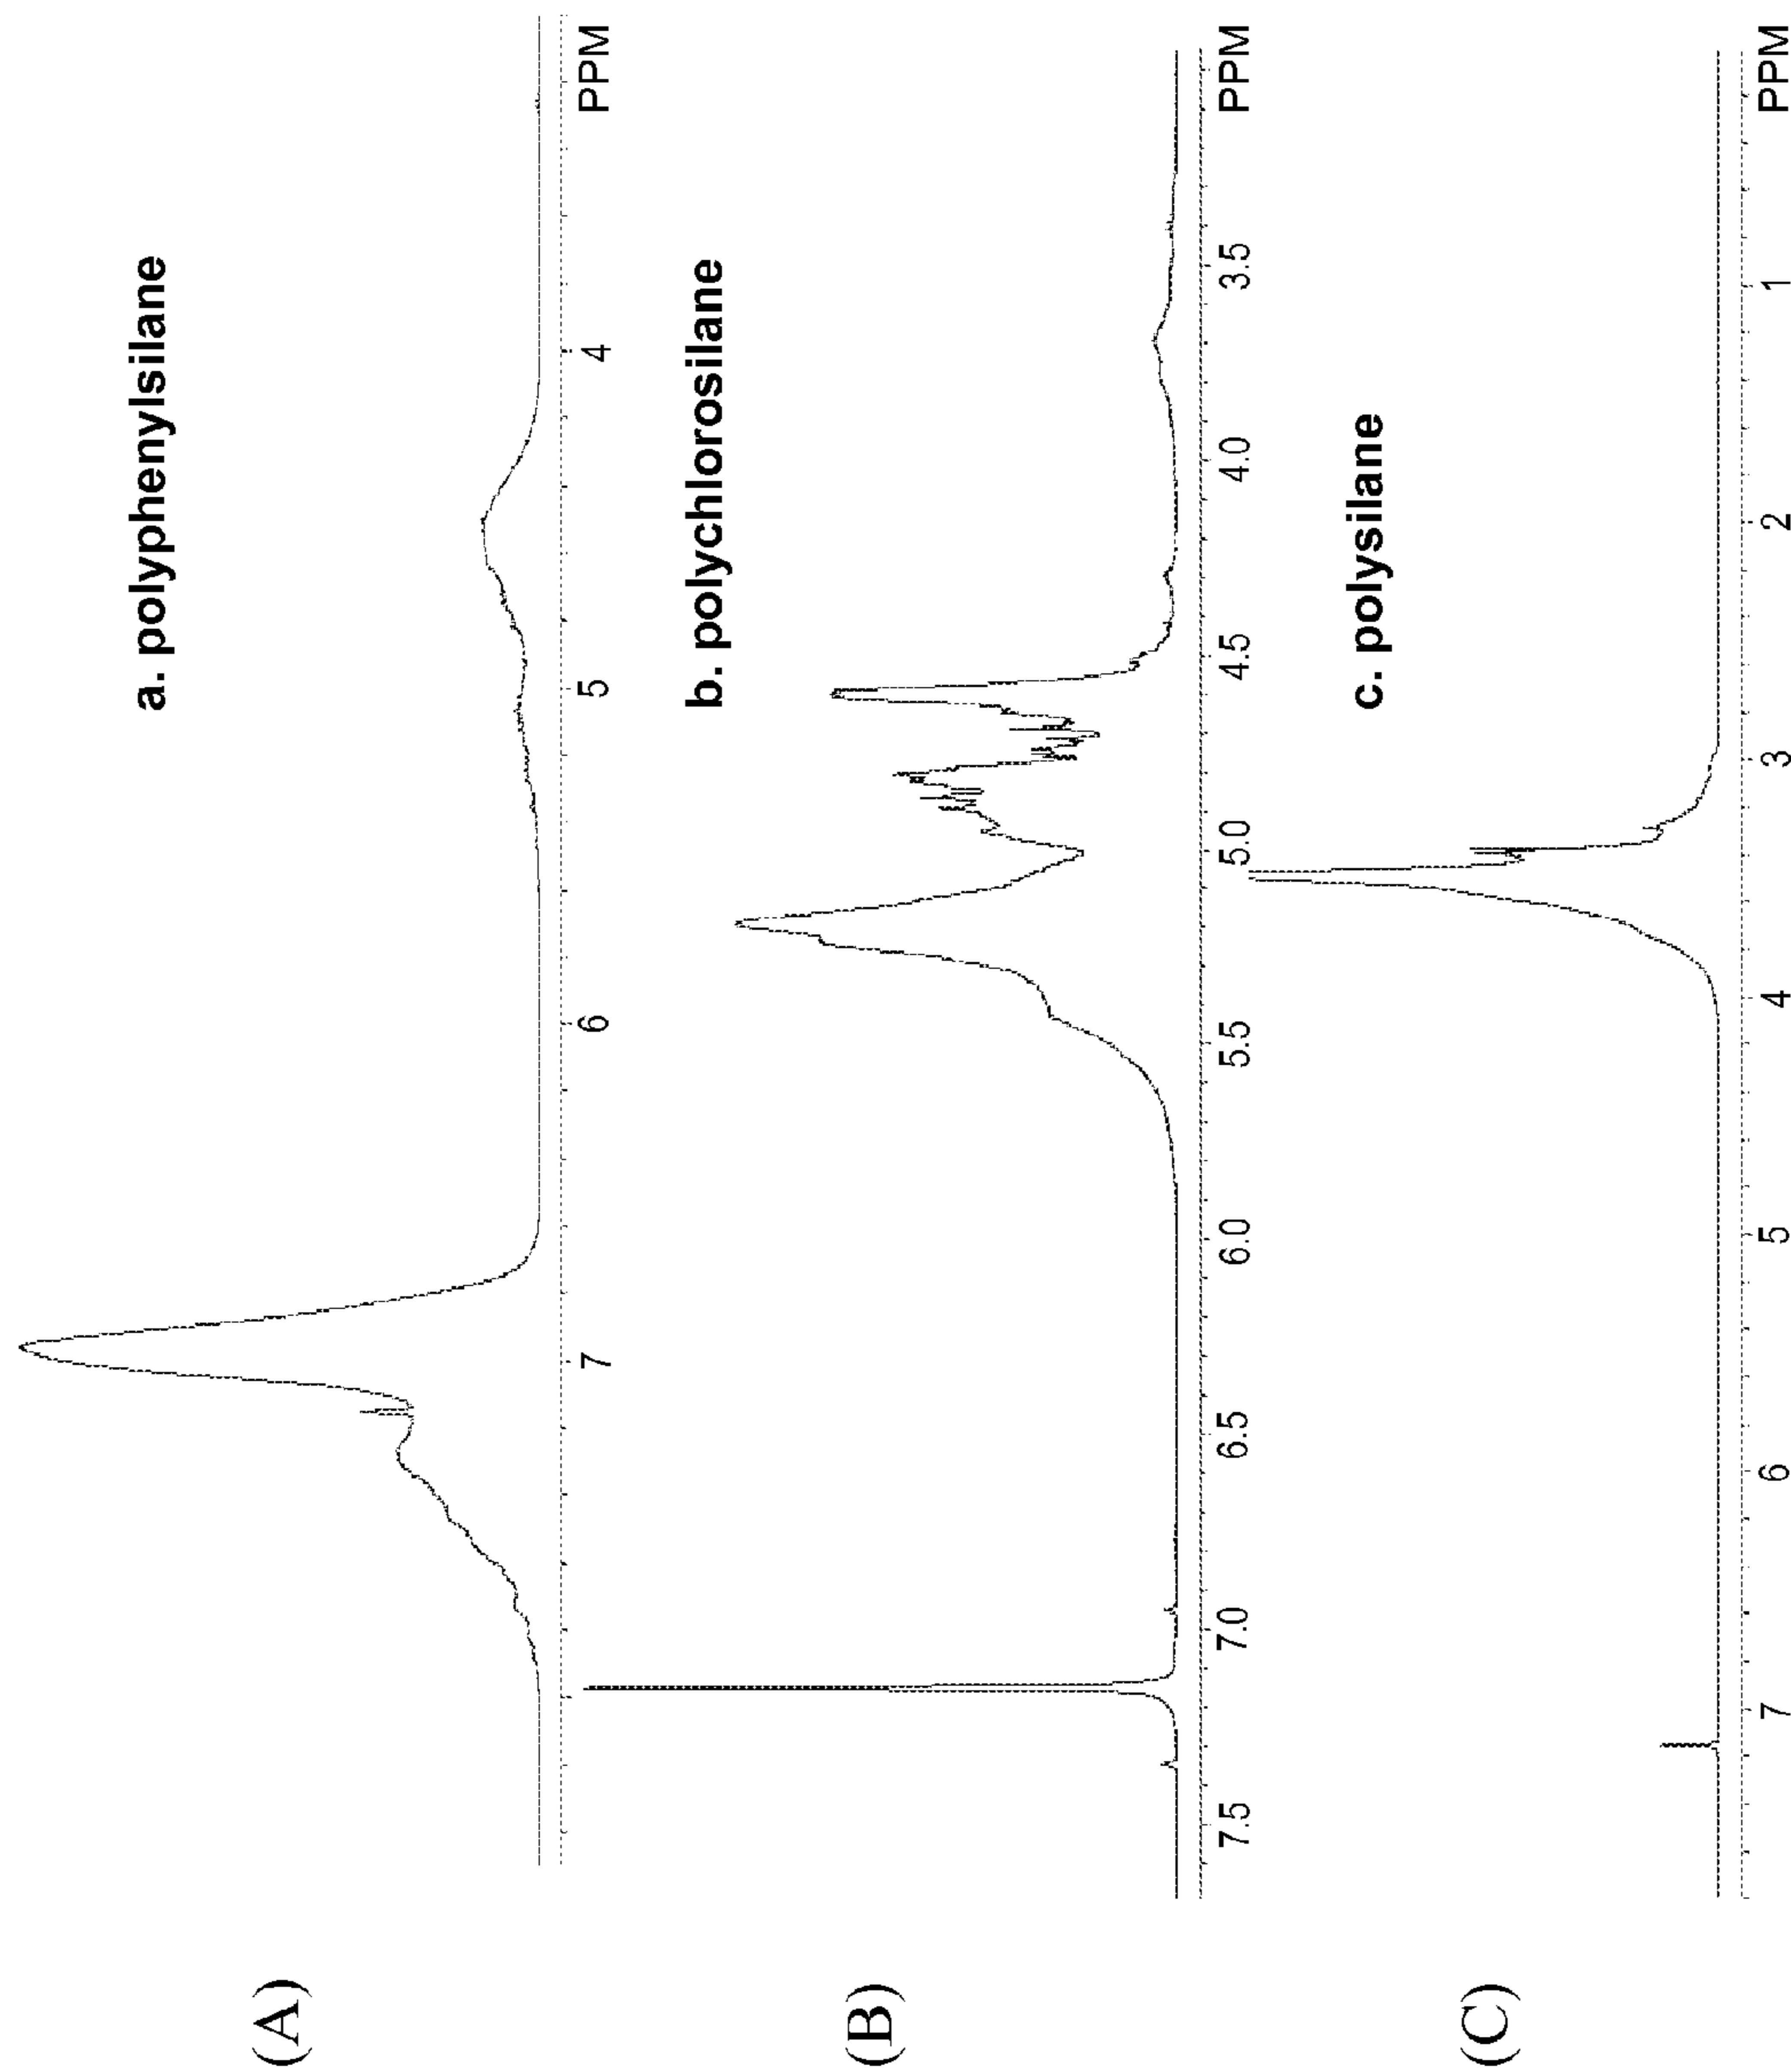 (A)
a. polyphenylsilane
7 6 5 4 PPM
(B)
b. polychlorosilane
7.5 7.0 6.5 6.0 5.5 5.0 4.5 4.0 3.5 PPM
(C)
c. polysilane
7 6 5 4 3 2 1 PPM